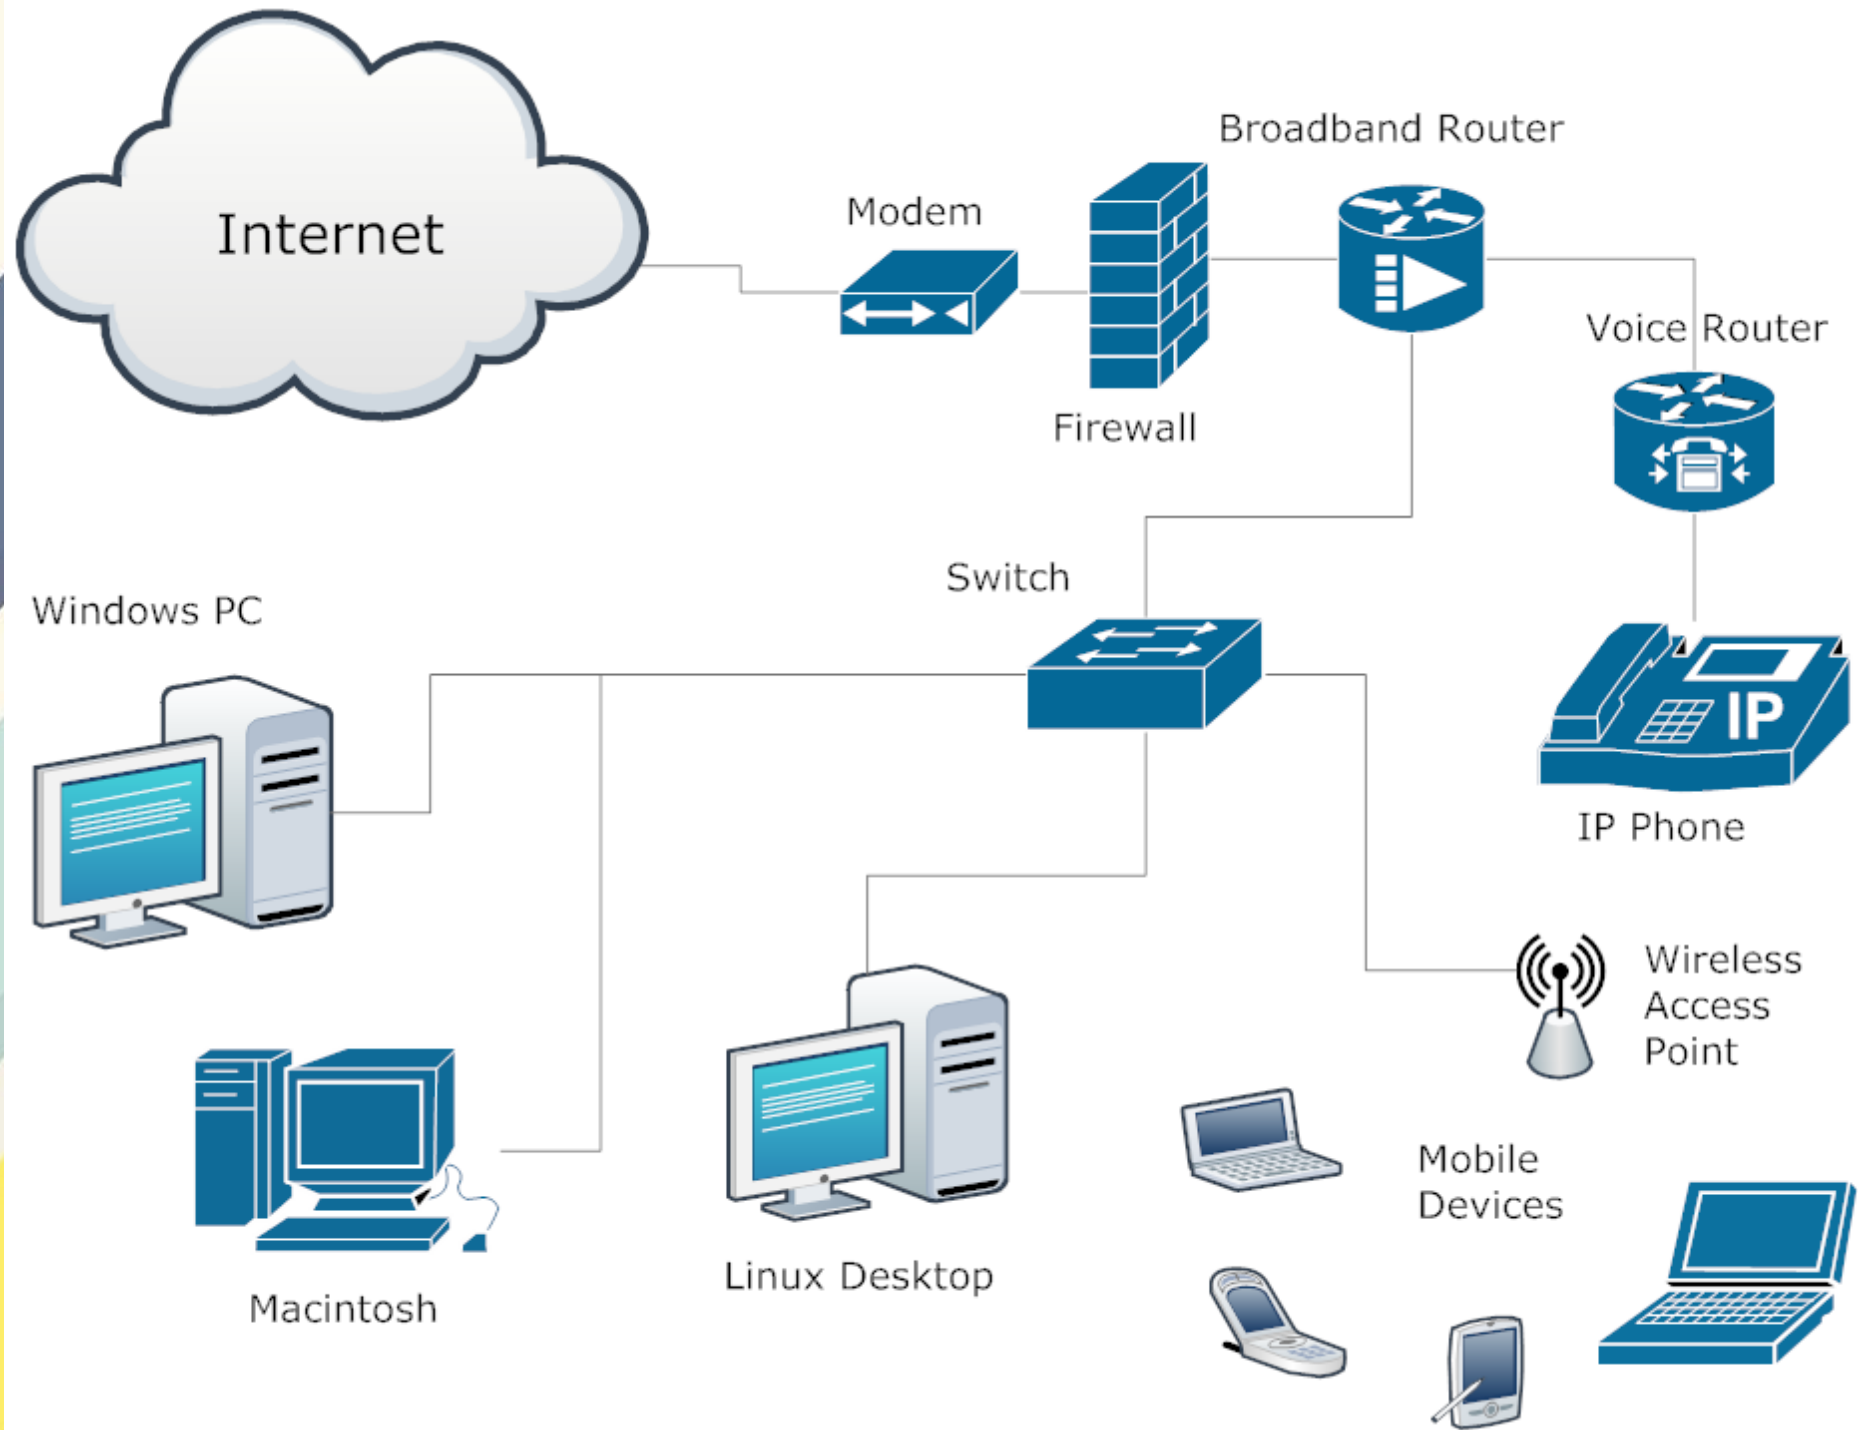 Internet
Modem
Broadband Router
Firewall
Voice Router
Switch
Windows PC
IP
IP Phone
Wireless
Access
Point
Mobile
Devices
Linux Desktop
Macintosh